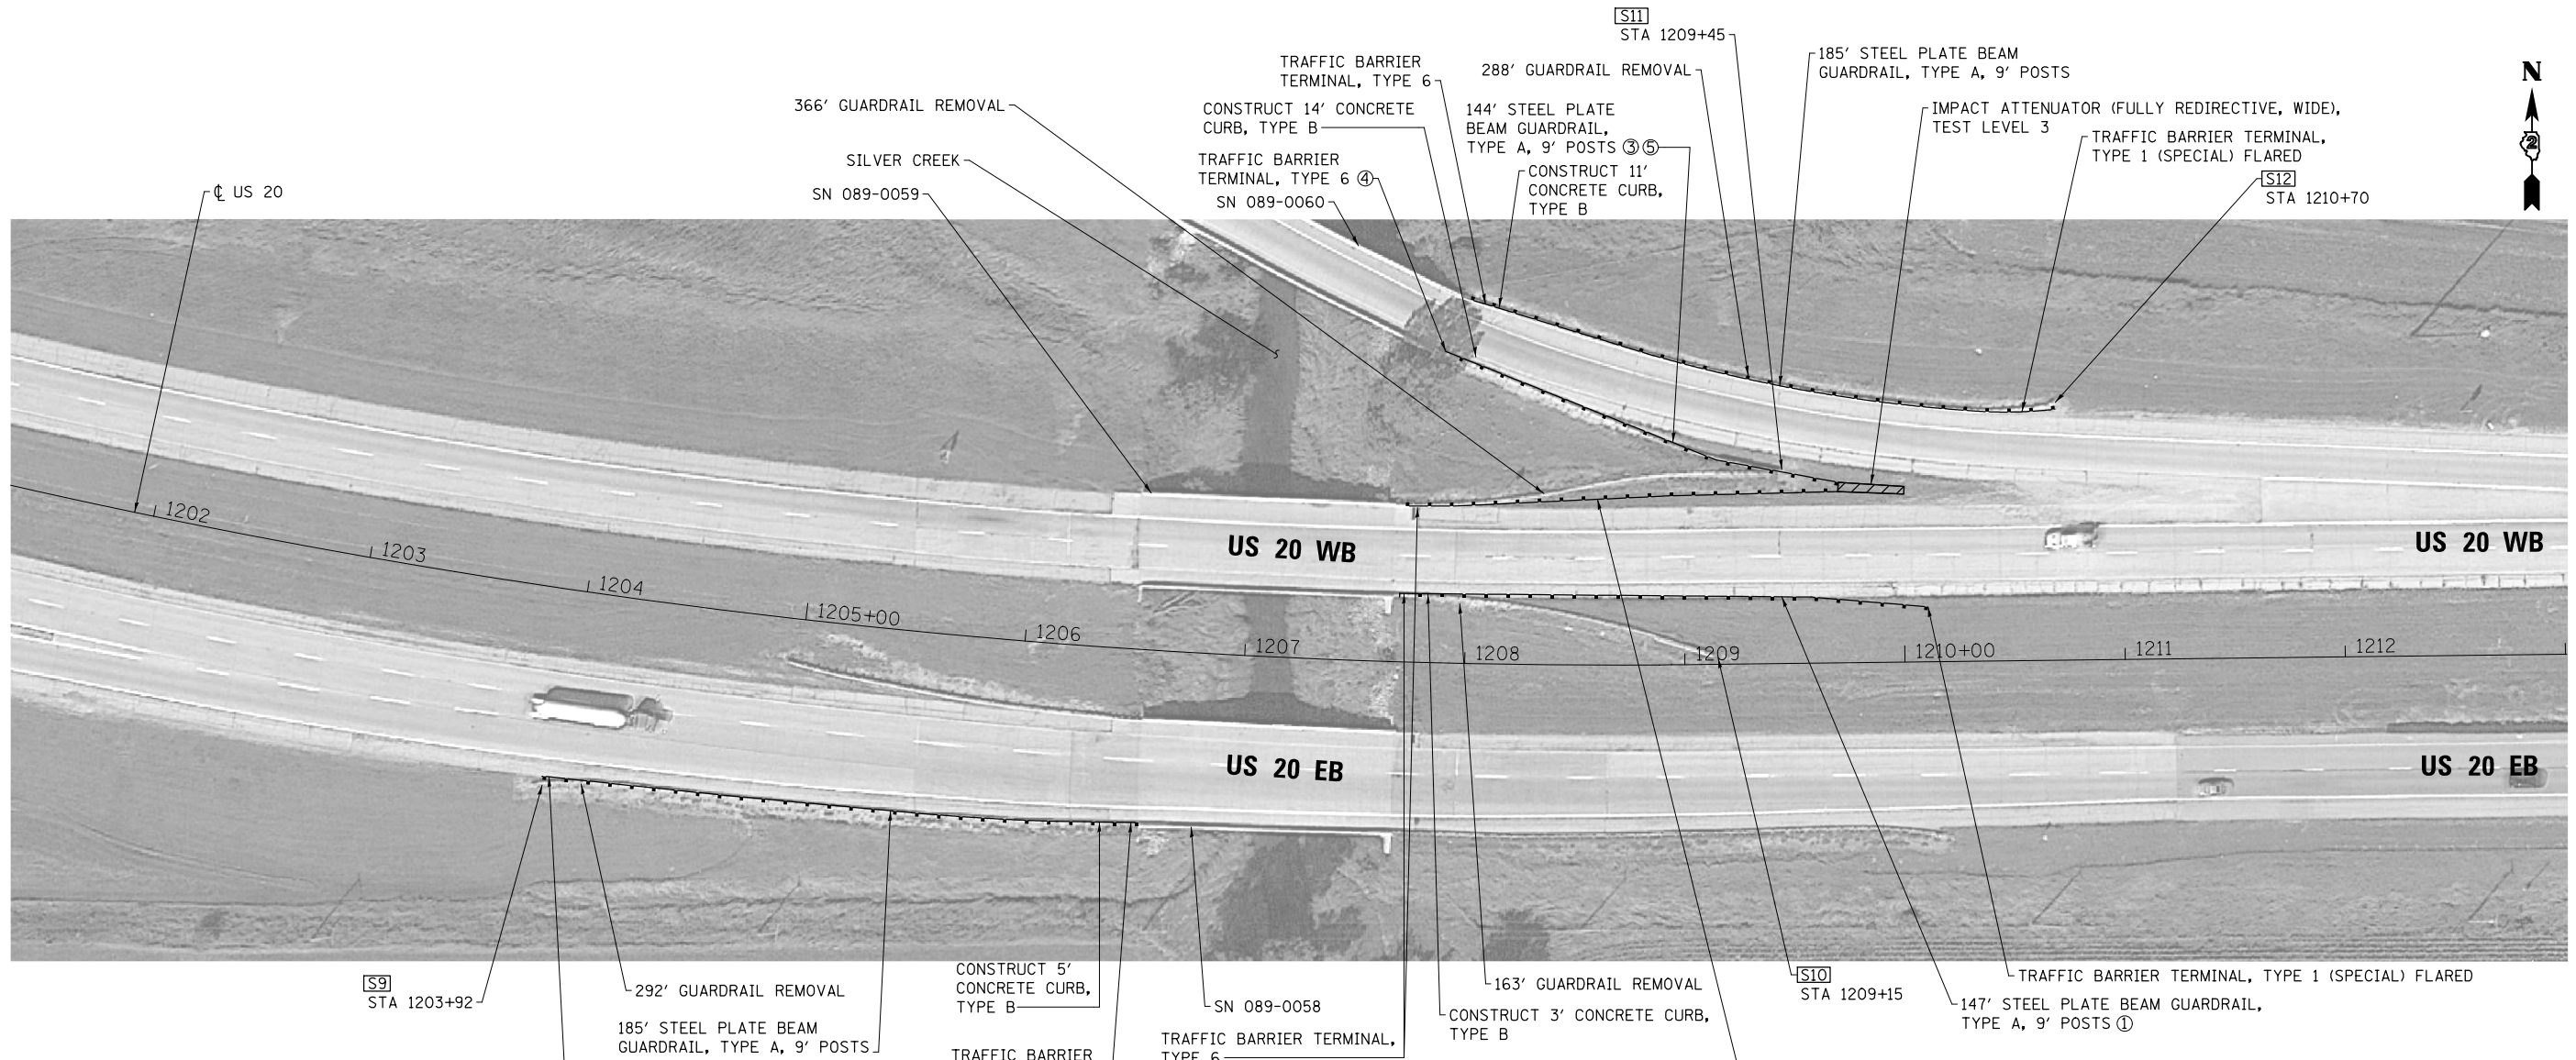 S11
STA 1209+45
TRAFFIC BARRIER
TERMINAL, TYPE 6
288' GUARDRAIL REMOVAL
185' STEEL PLATE BEAM
GUARDRAIL, TYPE A, 9' POSTS
N
2
366' GUARDRAIL REMOVAL
CONSTRUCT 14' CONCRETE
CURB, TYPE B
144' STEEL PLATE
BEAM GUARDRAIL,
TYPE A, 9' POSTS ③⑤
IMPACT ATTENUATOR (FULLY REDIRECTIVE, WIDE),
TEST LEVEL 3
TRAFFIC BARRIER TERMINAL,
TYPE 1 (SPECIAL) FLARED
SILVER CREEK
TRAFFIC BARRIER
TERMINAL, TYPE 6 ④
CONSTRUCT 11'
CONCRETE CURB,
TYPE B
S12
STA 1210+70
℄ US 20
SN 089-0059
SN 089-0060
1202
1203
1204
1205+00
1206
1207
1208
1209
1210+00
1211
1212
US 20 WB
US 20 WB
US 20 EB
US 20 EB
S9
STA 1203+92
292' GUARDRAIL REMOVAL
185' STEEL PLATE BEAM
GUARDRAIL, TYPE A, 9' POSTS
CONSTRUCT 5'
CONCRETE CURB,
TYPE B
TRAFFIC BARRIER
SN 089-0058
TRAFFIC BARRIER TERMINAL,
TYPE 6
163' GUARDRAIL REMOVAL
CONSTRUCT 3' CONCRETE CURB,
TYPE B
S10
STA 1209+15
TRAFFIC BARRIER TERMINAL, TYPE 1 (SPECIAL) FLARED
147' STEEL PLATE BEAM GUARDRAIL,
TYPE A, 9' POSTS ①